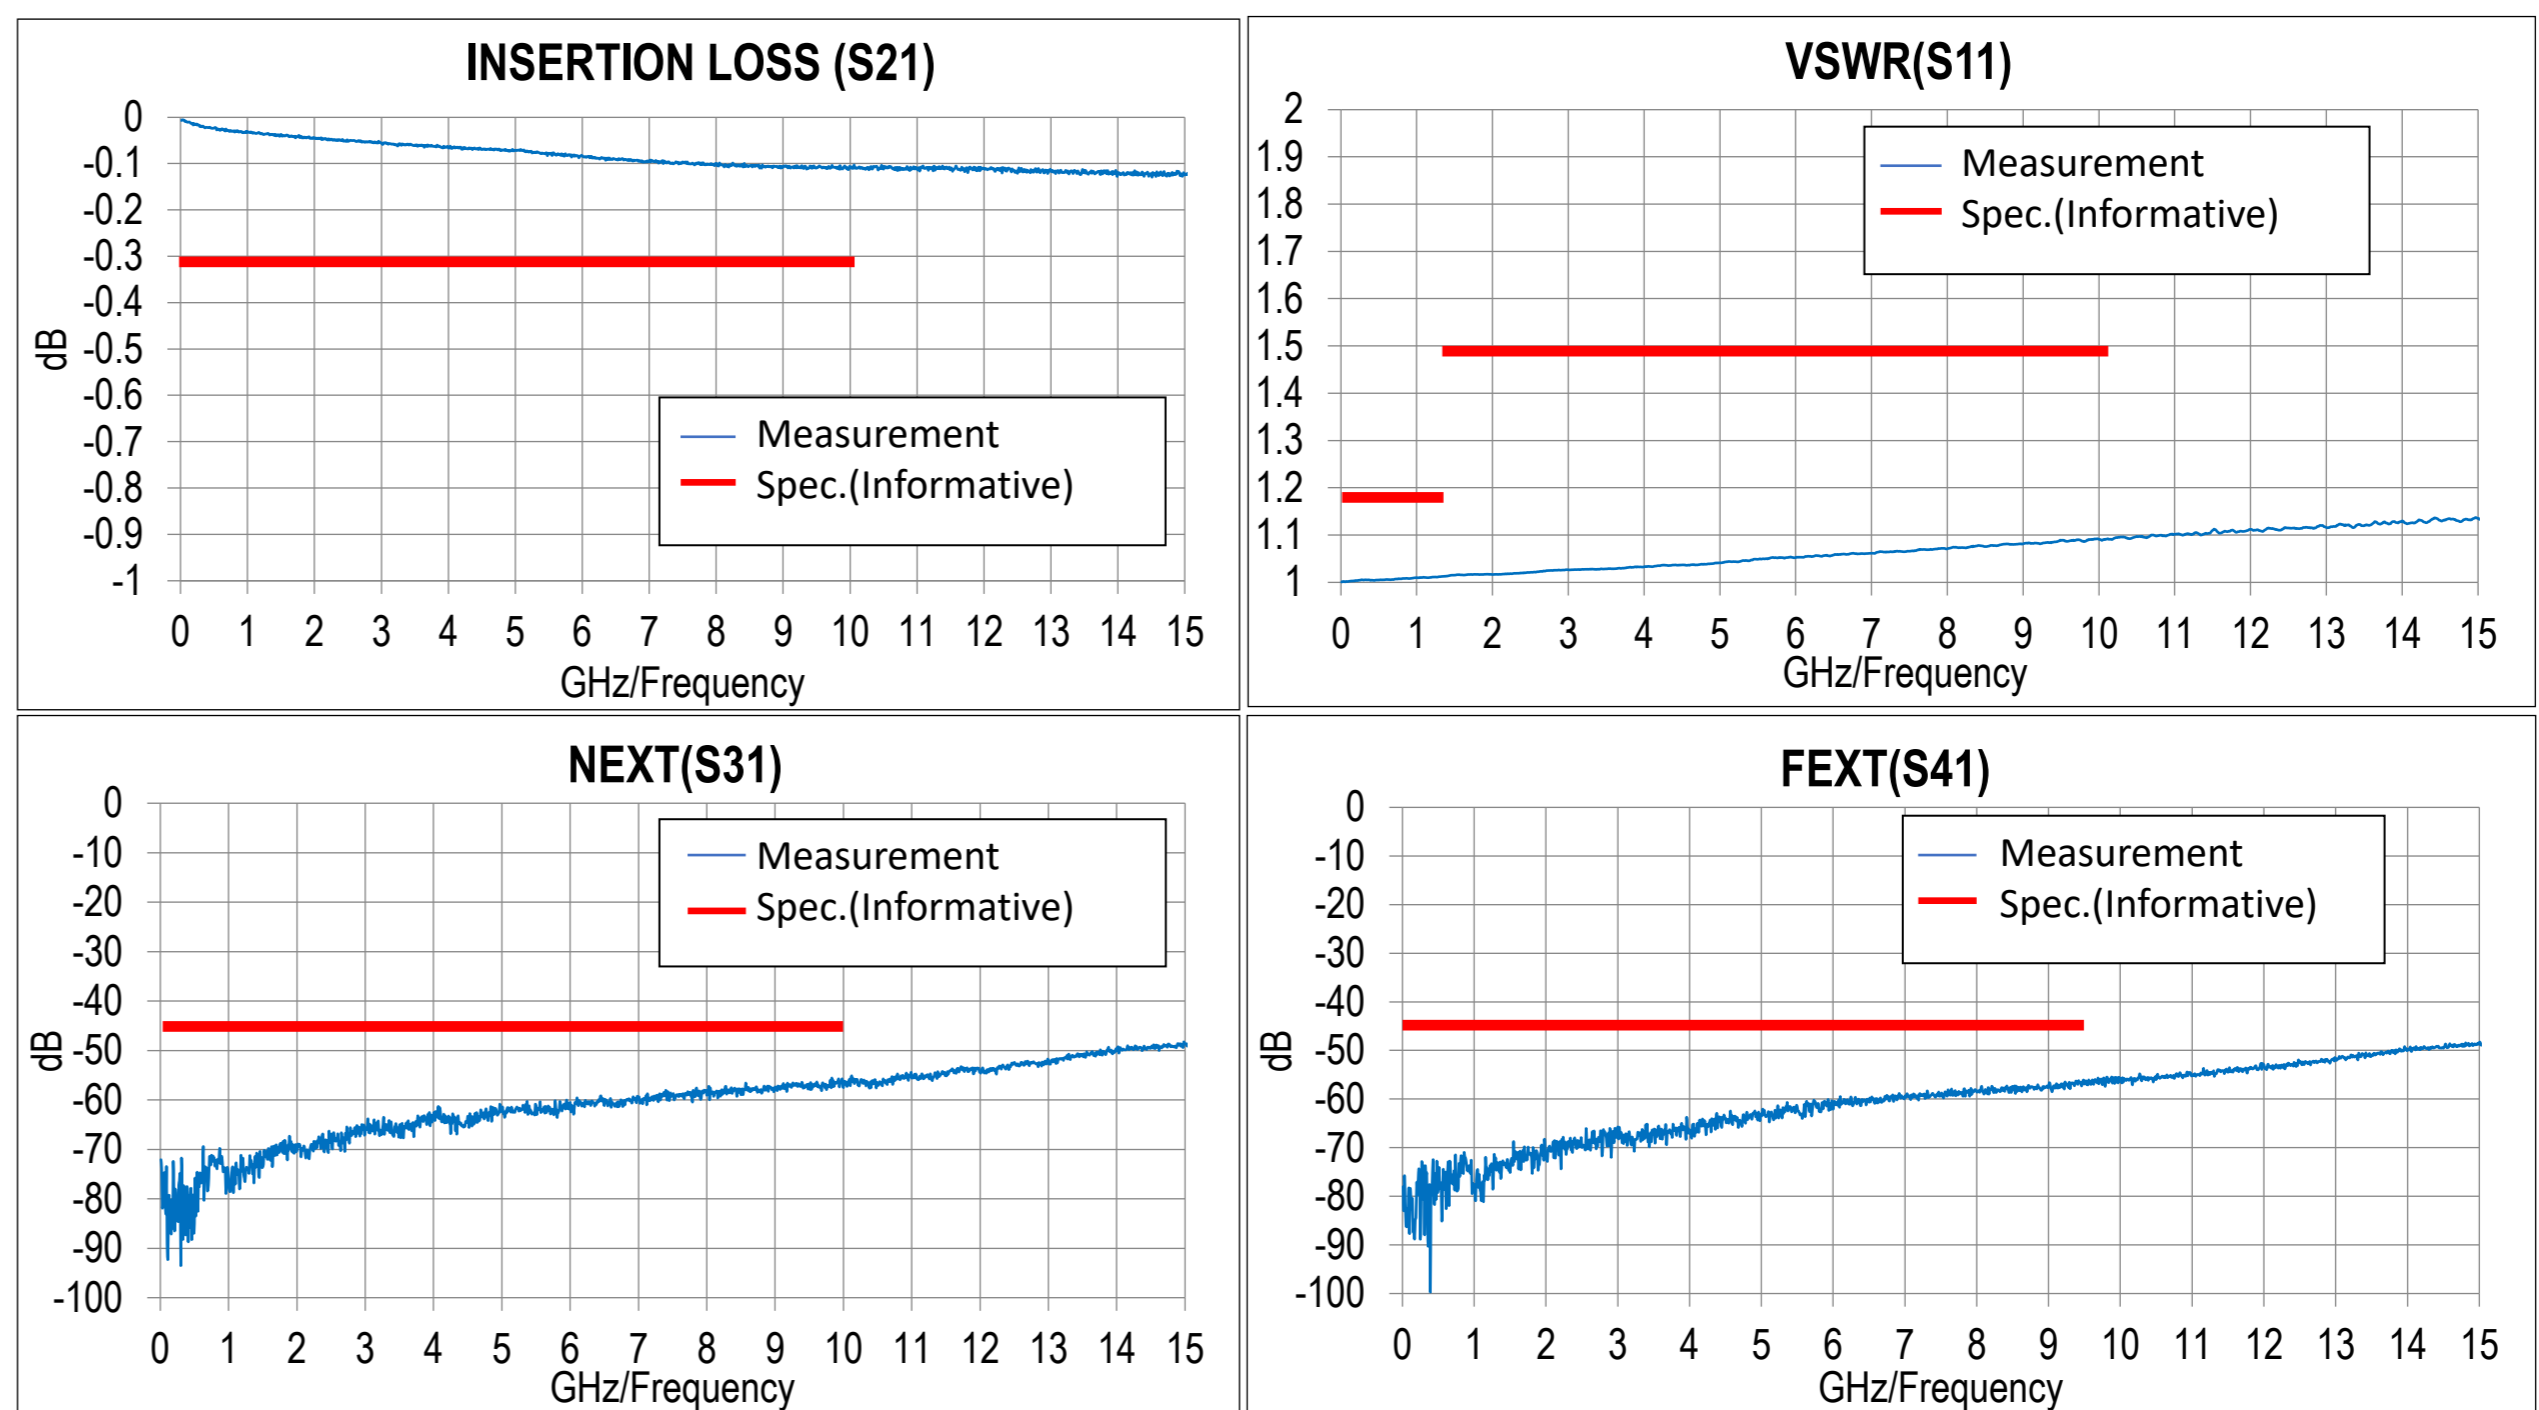 INSERTION LOSS (S21)
0
-0.1
-0.2
-0.3
-0.4
-0.5
-0.6
-0.7
-0.8
-0.9
-1
dB
Measurement
Spec.(Informative)
0 1 2 3 4 5 6 7 8 9 10 11 12 13 14 15
GHz/Frequency
VSWR(S11)
2
1.9
1.8
1.7
1.6
1.5
1.4
1.3
1.2
1.1
1
Measurement
Spec.(Informative)
0 1 2 3 4 5 6 7 8 9 10 11 12 13 14 15
GHz/Frequency
NEXT(S31)
0
-10
-20
-30
-40
-50
-60
-70
-80
-90
-100
dB
Measurement
Spec.(Informative)
0 1 2 3 4 5 6 7 8 9 10 11 12 13 14 15
GHz/Frequency
FEXT(S41)
0
-10
-20
-30
-40
-50
-60
-70
-80
-90
-100
dB
Measurement
Spec.(Informative)
0 1 2 3 4 5 6 7 8 9 10 11 12 13 14 15
GHz/Frequency